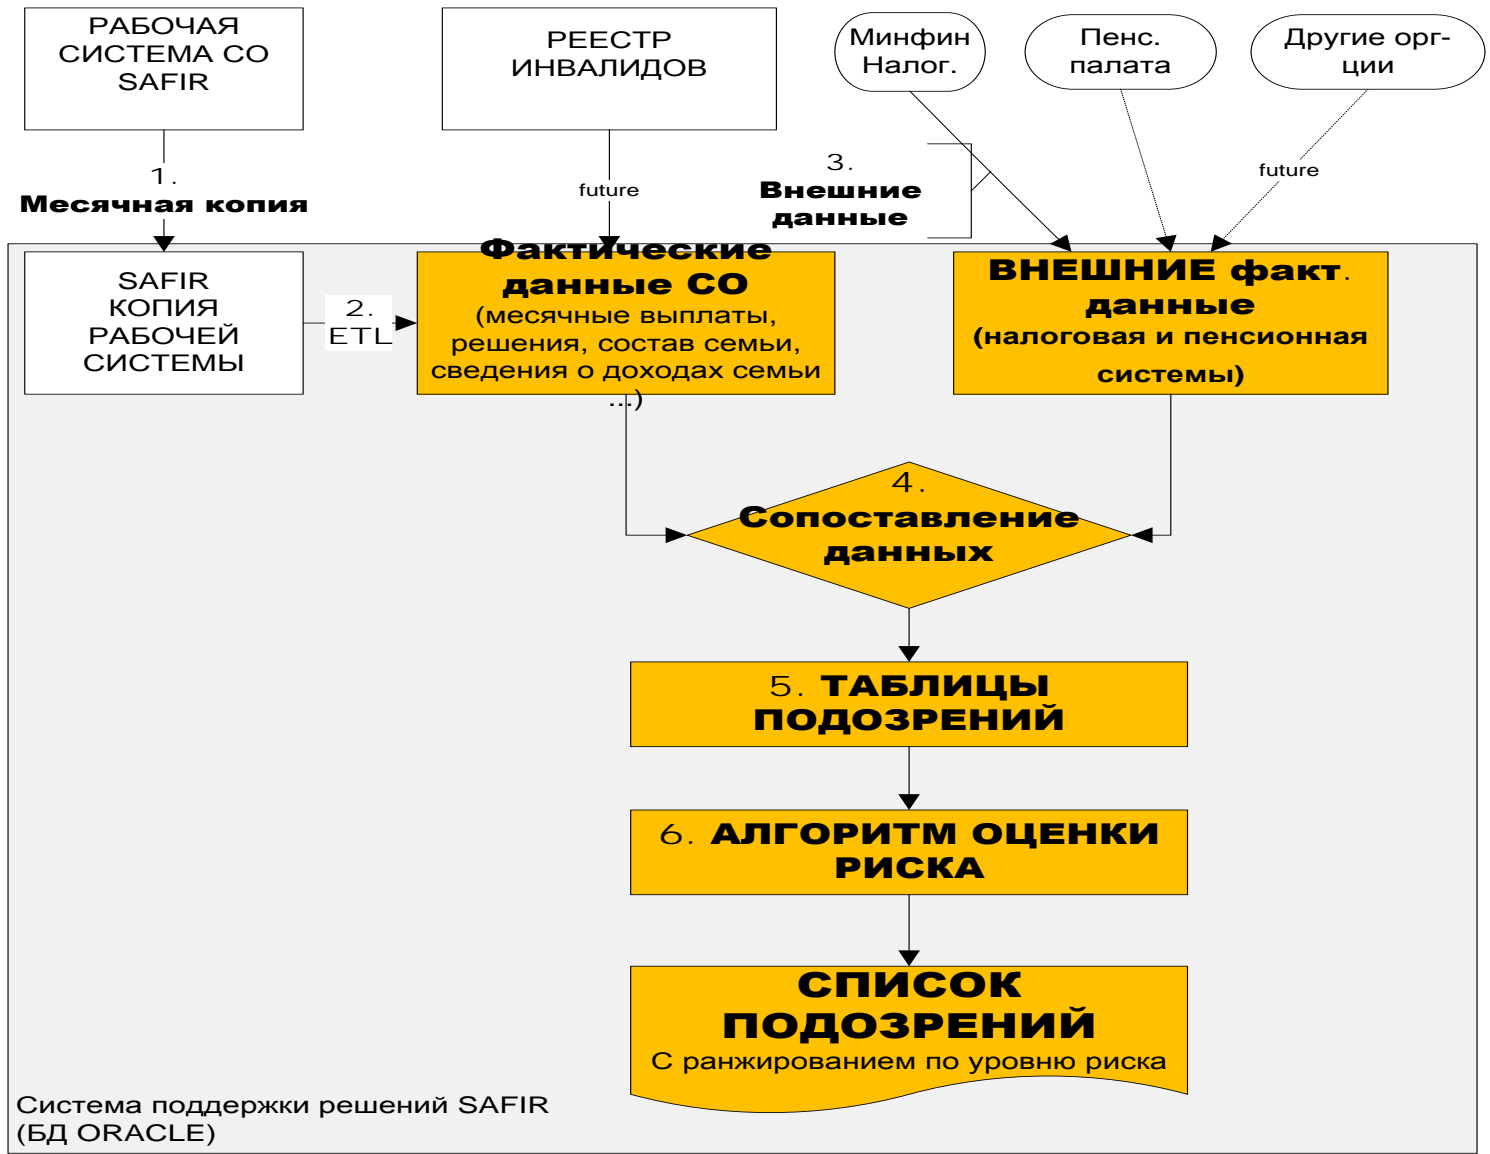 РАБОЧАЯ
СИСТЕМА СО
SAFIR
РЕЕСТР
ИНВАЛИДОВ
Минфин
Налог.
Пенс.
палата
Другие орг-
ции
1.
Месячная копия
future
3.
Внешние
данные
future
SAFIR
КОПИЯ
РАБОЧЕЙ
СИСТЕМЫ
2.
ETL
Фактические
данные СО
(месячные выплаты,
решения, состав семьи,
сведения о доходах семьи
...)
ВНЕШНИЕ факт.
данные
(налоговая и пенсионная
системы)
4.
Сопоставление
данных
5. ТАБЛИЦЫ
ПОДОЗРЕНИЙ
6. АЛГОРИТМ ОЦЕНКИ
РИСКА
СПИСОК
ПОДОЗРЕНИЙ
С ранжированием по уровню риска
Система поддержки решений SAFIR
(БД ORACLE)